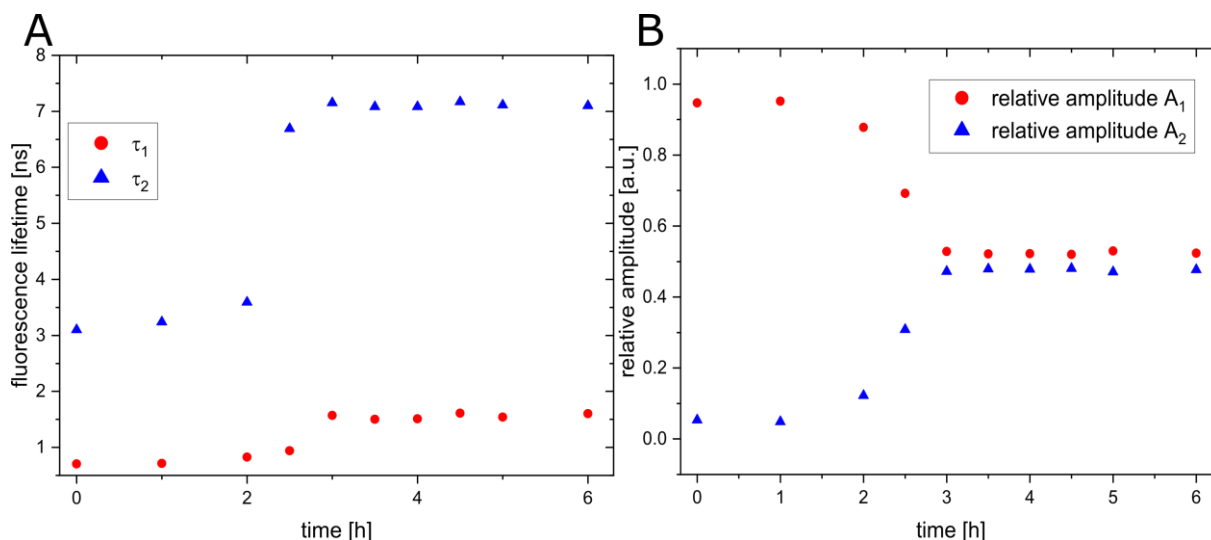 A
fluorescence lifetime [ns]
8
7
6
5
4
3
2
1
τ₁
τ₂
0
2
4
6
time [h]
B
relative amplitude [a.u.]
1.0
0.8
0.6
0.4
0.2
0.0
relative amplitude A₁
relative amplitude A₂
0
1
2
3
4
5
6
time [h]